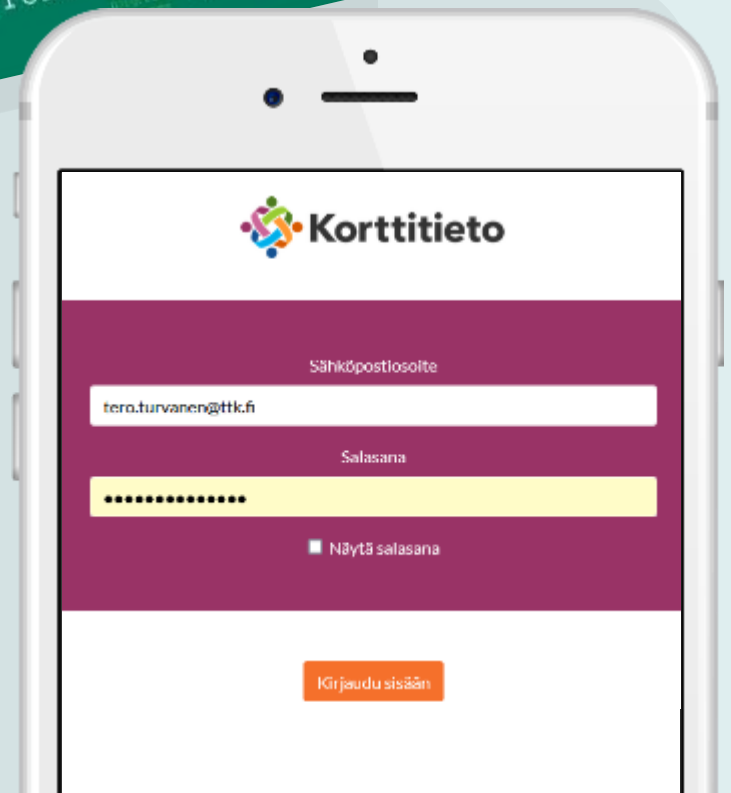 Korttitieto
Sähköpostiosoite
tero.turvanen@ttk.fi
Salasana
••••••••••••••
Näytä salasana
Kirjaudu sisään